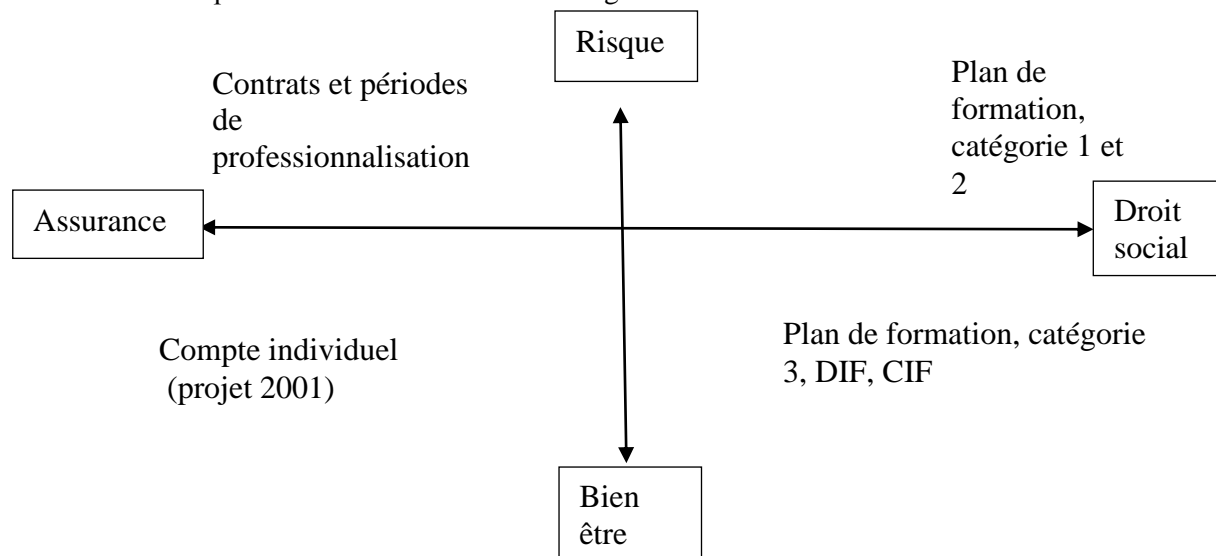 Risque
Contrats et périodes
de
professionnalisation
Plan de
formation,
catégorie 1 et
2
Assurance
Droit
social
Compte individuel
(projet 2001)
Plan de formation, catégorie
3, DIF, CIF
Bien
être